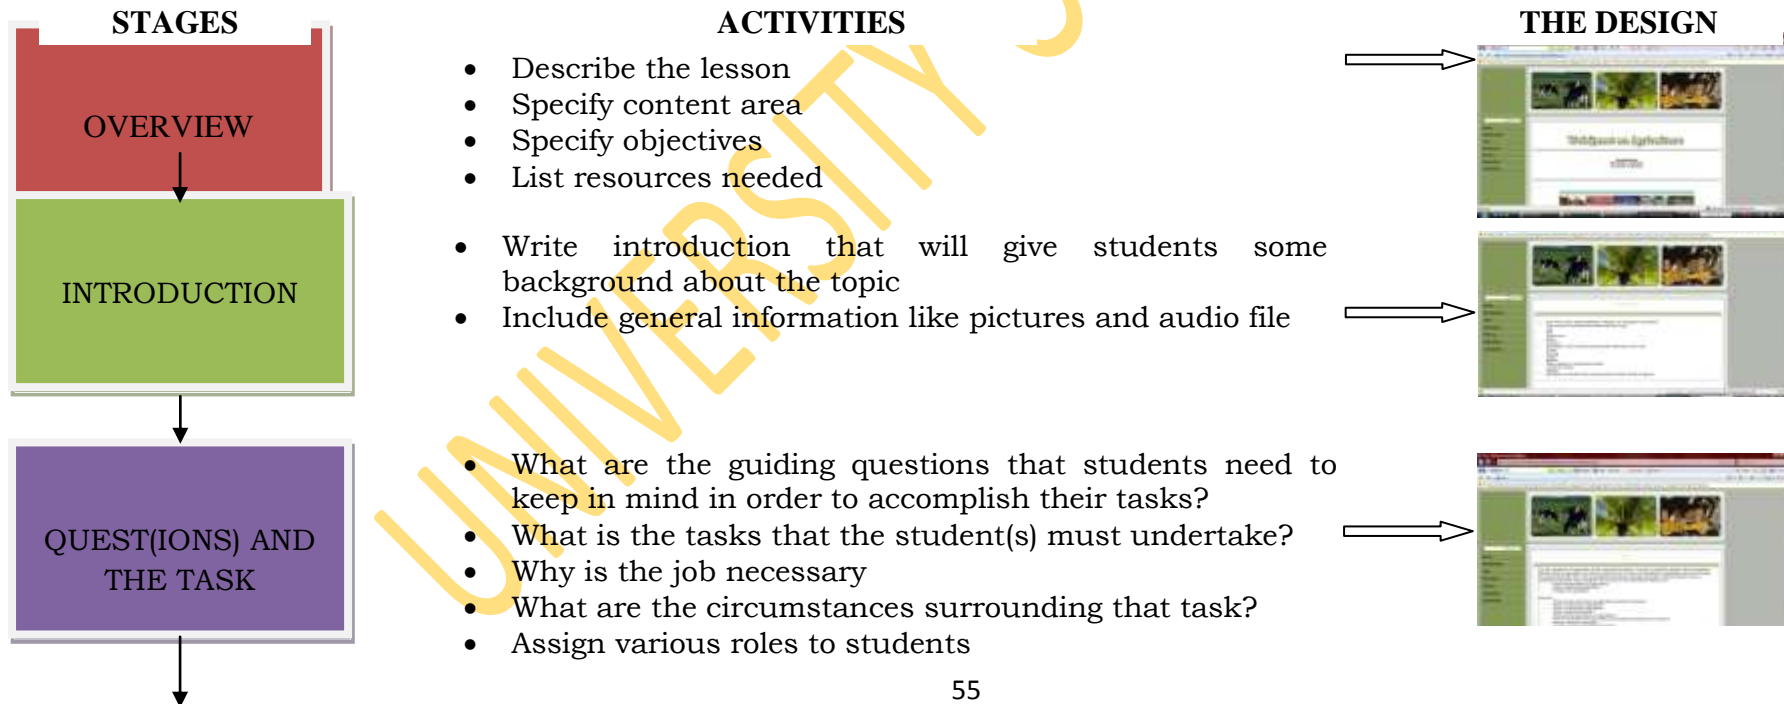 STAGES
ACTIVITIES
THE DESIGN
OVERVIEW
• Describe the lesson
• Specify content area
• Specify objectives
• List resources needed
INTRODUCTION
• Write introduction that will give students some
background about the topic
• Include general information like pictures and audio file
QUEST(IONS) AND
THE TASK
• What are the guiding questions that students need to
keep in mind in order to accomplish their tasks?
• What is the tasks that the student(s) must undertake?
• Why is the job necessary
• What are the circumstances surrounding that task?
• Assign various roles to students
WebQuest on Agriculture
UNIVERSITY
55